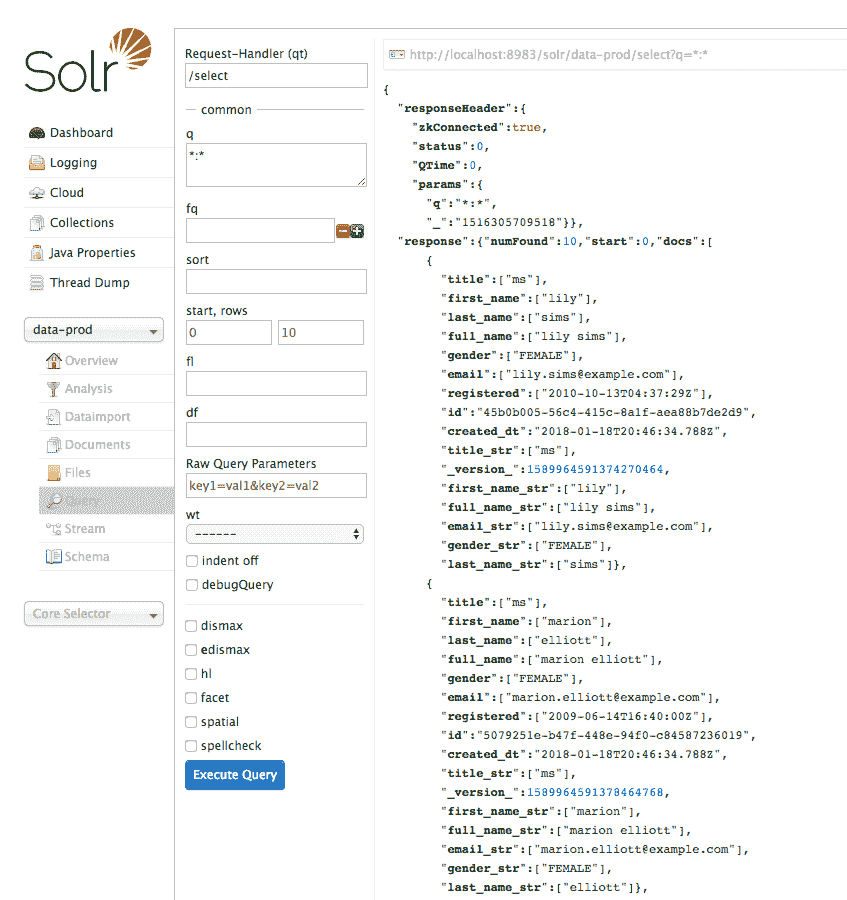 Solr
Dashboard
Logging
Cloud
Collections
Java Properties
Thread Dump
data-prod
Overview
Analysis
Dataimport
Documents
Files
Query
Stream
Schema
Core Selector
Request-Handler (qt)
/select
common
q
*:*
fq
sort
start, rows
0 10
fl
df
Raw Query Parameters
key1=val1&key2=val2
wt
------
indent off
debugQuery
dismax
edismax
hl
facet
spatial
spellcheck
Execute Query
http://localhost:8983/solr/data-prod/select?q=*:*
{
"responseHeader":{
"zkConnected":true,
"status":0,
"QTime":0,
"params":{
"q":"*:*",
"_":"1516305709518"}},
"response":{"numFound":10,"start":0,"docs":[
{
"title":["ms"],
"first_name":["lily"],
"last_name":["sims"],
"full_name":["lily sims"],
"gender":["FEMALE"],
"email":["lily.sims@example.com"],
"registered":["2010-10-13T04:37:29Z"],
"id":"45b0b005-56c4-415c-8a1f-aea88b7de2d9",
"created_dt":"2018-01-18T20:46:34.788Z",
"title_str":["ms"],
"_version_":1589964591374270464,
"first_name_str":["lily"],
"full_name_str":["lily sims"],
"email_str":["lily.sims@example.com"],
"gender_str":["FEMALE"],
"last_name_str":["sims"]},
{
"title":["ms"],
"first_name":["marion"],
"last_name":["elliott"],
"full_name":["marion elliott"],
"gender":["FEMALE"],
"email":["marion.elliott@example.com"],
"registered":["2009-06-14T16:40:00Z"],
"id":"5079251e-b47f-448e-94f0-c84587236019",
"created_dt":"2018-01-18T20:46:34.788Z",
"title_str":["ms"],
"_version_":1589964591378464768,
"first_name_str":["marion"],
"full_name_str":["marion elliott"],
"email_str":["marion.elliott@example.com"],
"gender_str":["FEMALE"],
"last_name_str":["elliott"]},